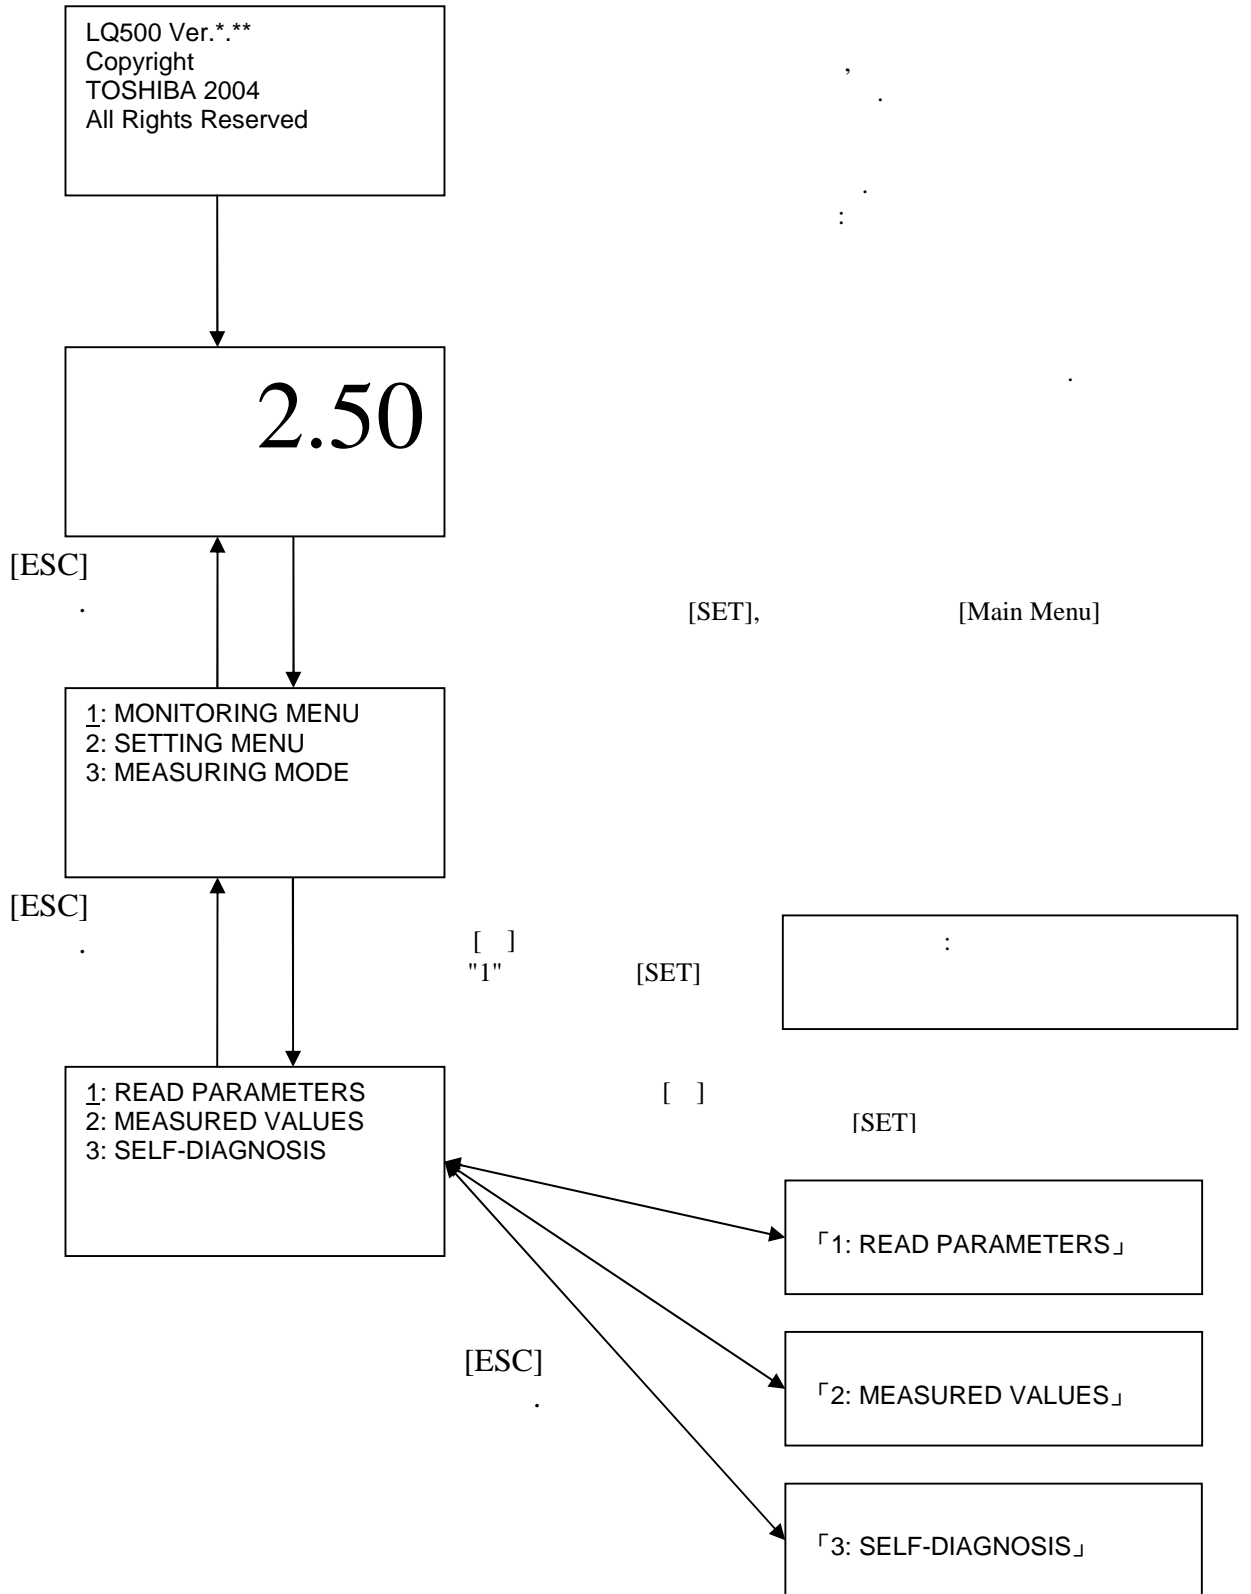 LQ500 Ver.*.**
Copyright
TOSHIBA 2004
All Rights Reserved
,
.
.
:
2.50
.
[ESC]
.
[SET], [Main Menu]
1: MONITORING MENU
2: SETTING MENU
3: MEASURING MODE
[ESC]
.
[ ]
"1" [SET]
:
1: READ PARAMETERS
2: MEASURED VALUES
3: SELF-DIAGNOSIS
[ ]
[SET]
「1: READ PARAMETERS」
[ESC]
.
「2: MEASURED VALUES」
「3: SELF-DIAGNOSIS」